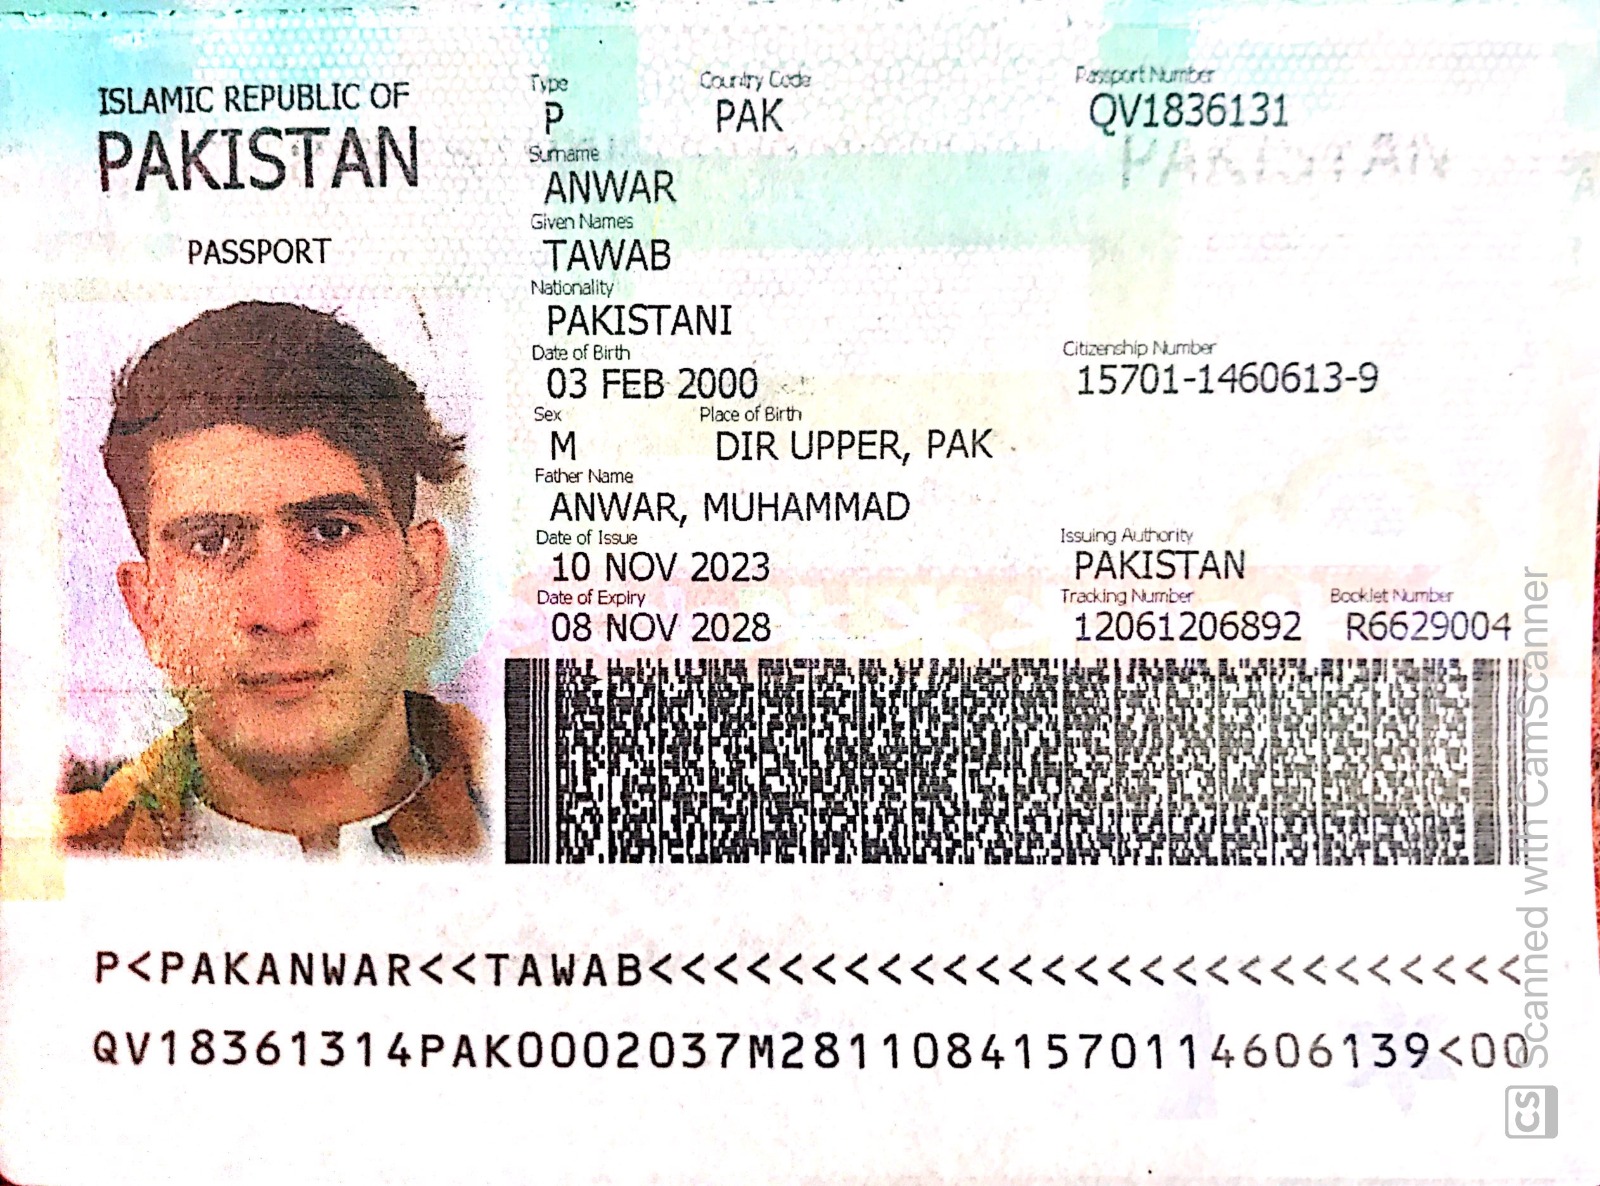 ISLAMIC REPUBLIC OF
PAKISTAN
PASSPORT
Type
P
Country Code
PAK
Passport Number
QV1836131
Surname
ANWAR
Given Names
TAWAB
Nationality
PAKISTANI
Date of Birth
03 FEB 2000
Citizenship Number
15701-1460613-9
Sex
M
Place of Birth
DIR UPPER, PAK
Father Name
ANWAR, MUHAMMAD
Date of Issue
10 NOV 2023
Issuing Authority
PAKISTAN
Date of Expiry
08 NOV 2028
Tracking Number
12061206892
Booklet Number
R6629004
P<PAKANWAR<<TAWAB<<<<<<<<<<<<<<<<<<<<<<<<<<<
QV18361314PAK0002037M2811084157011460​6139<00
Scanned with CamScanner
CS